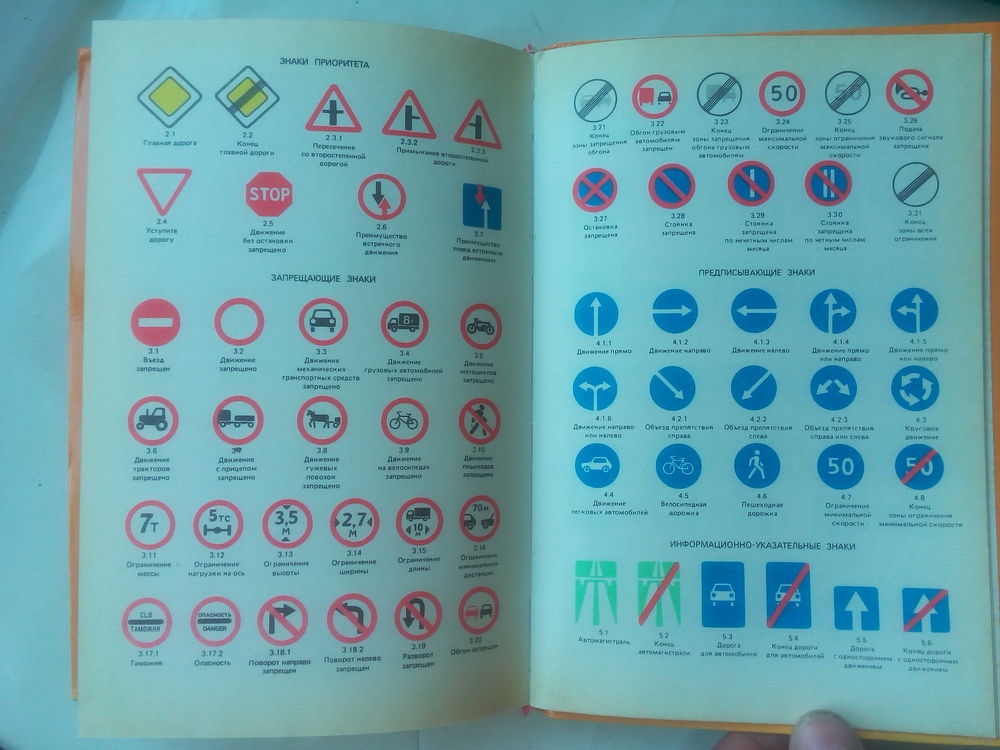 ЗНАКИ ПРИОРИТЕТА
2.1
Главная дорога
2.2
Конец
главной дороги
2.3.1
Пересечение
со второстепенной
дорогой
2.3.2
2.3.3
Примыкание второстепенной
дороги
2.4
Уступите
дорогу
STOP
2.5
Движение
без остановки
запрещено
2.6
Преимущество
встречного
движения
2.7
Преимущество
перед встречным
движением
ЗАПРЕЩАЮЩИЕ ЗНАКИ
3.1
Въезд
запрещен
3.2
Движение
запрещено
3.3
Движение
механических
транспортных средств
запрещено
8т
3.4
Движение
грузовых автомобилей
запрещено
3.5
Движение
мотоциклов
запрещено
3.6
Движение
тракторов
запрещено
3.7
Движение
с прицепом
запрещено
3.8
Движение
гужевых
повозок
запрещено
3.9
Движение
на велосипедах
запрещено
3.10
Движение
пешеходов
запрещено
7т
3.11
Ограничение
массы
5тс
3.12
Ограничение
нагрузки на ось
3,5
м
3.13
Ограничение
высоты
2,7
м
3.14
Ограничение
ширины
10
м
3.15
Ограничение
длины
70м
3.16
Ограничение
минимальной
дистанции
CLO
ТАМОЖНЯ
3.17.1
Таможня
ОПАСНОСТЬ
DANGER
3.17.2
Опасность
3.18.1
Поворот направо
запрещен
3.18.2
Поворот налево
запрещен
3.19
Разворот
запрещен
3.20
Обгон запрещен
3.21
Конец
зоны запрещения
обгона
3.22
Обгон грузовым
автомобилям
запрещен
3.23
Конец
зоны запрещения
обгона грузовым
автомобилям
50
3.24
Ограничение
максимальной
скорости
50
3.25
Конец
зоны ограничения
максимальной
скорости
3.26
Подача
звукового сигнала
запрещена
3.27
Остановка
запрещена
3.28
Стоянка
запрещена
3.29
Стоянка
запрещена
по нечетным числам
месяца
3.30
Стоянка
запрещена
по четным числам
месяца
3.31
Конец
зоны всех
ограничений
ПРЕДПИСЫВАЮЩИЕ ЗНАКИ
4.1.1
Движение прямо
4.1.2
Движение направо
4.1.3
Движение налево
4.1.4
Движение прямо
или направо
4.1.5
Движение прямо
или налево
4.1.6
Движение направо
или налево
4.2.1
Объезд препятствия
справа
4.2.2
Объезд препятствия
слева
4.2.3
Объезд препятствия
справа или слева
4.3
Круговое
движение
4.4
Движение
легковых автомобилей
4.5
Велосипедная
дорожка
4.6
Пешеходная
дорожка
50
4.7
Ограничение
минимальной
скорости
50
4.8
Конец
зоны ограничения
минимальной скорости
ИНФОРМАЦИОННО-УКАЗАТЕЛЬНЫЕ ЗНАКИ
5.1
Автомагистраль
5.2
Конец
автомагистрали
5.3
Дорога
для автомобилей
5.4
Конец дороги
для автомобилей
5.5
Дорога
с односторонним
движением
5.6
Конец дороги
с односторонним
движением